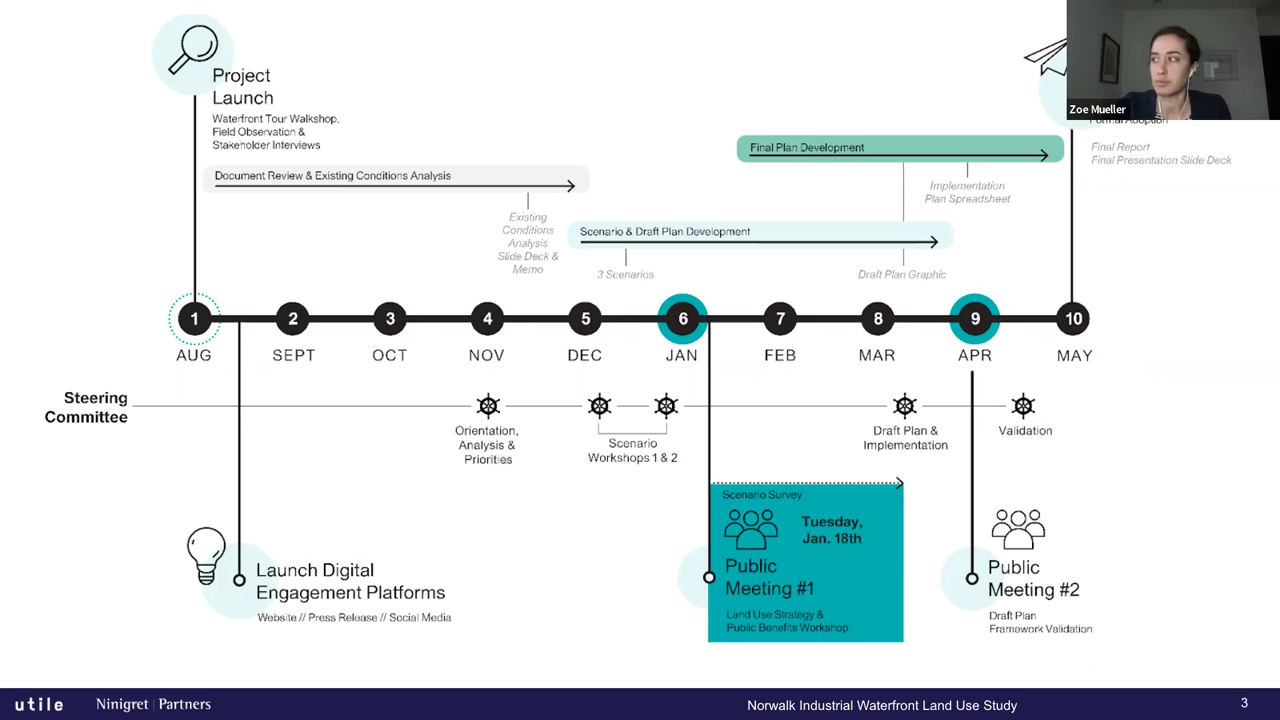 Project
Launch
Waterfront Tour Walkshop,
Field Observation &
Stakeholder Interviews
Zoe Mueller
Formal Adoption
Final Report
Final Presentation Slide Deck
Final Plan Development
Implementation
Plan Spreadsheet
Document Review & Existing Conditions Analysis
Existing
Conditions
Analysis
Slide Deck &
Memo
Scenario & Draft Plan Development
3 Scenarios
Draft Plan Graphic
1 2 3 4 5 6 7 8 9 10
AUG SEPT OCT NOV DEC JAN FEB MAR APR MAY
Steering
Committee
Orientation,
Analysis &
Priorities
Scenario
Workshops 1 & 2
Draft Plan &
Implementation
Validation
Launch Digital
Engagement Platforms
Website // Press Release // Social Media
Scenario Survey
Tuesday,
Jan. 18th
Public
Meeting #1
Land Use Strategy &
Public Benefits Workshop
Public
Meeting #2
Draft Plan
Framework Validation
utile
Ninigret | Partners
Norwalk Industrial Waterfront Land Use Study
3